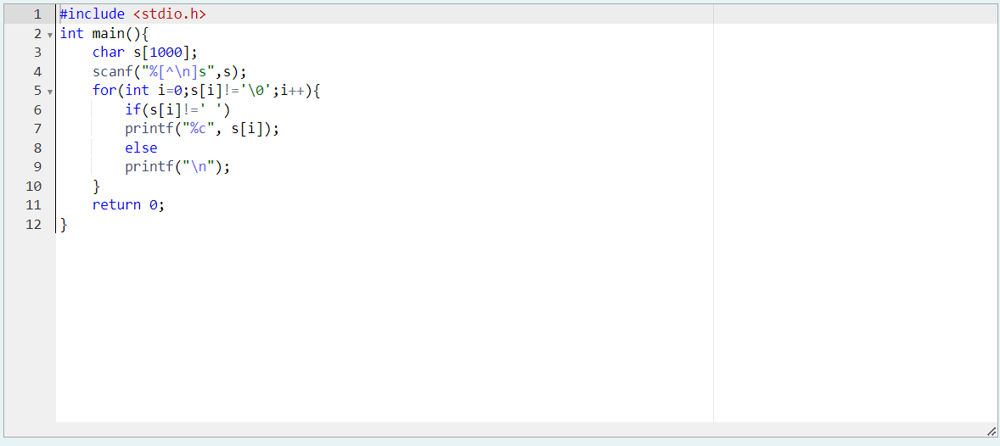 1 #include <stdio.h>
2 int main(){
3     char s[1000];
4     scanf("%[^\n]s",s);
5     for(int i=0;s[i]!='\0';i++){
6         if(s[i]!=' ')
7         printf("%c", s[i]);
8         else
9         printf("\n");
10     }
11     return 0;
12 }